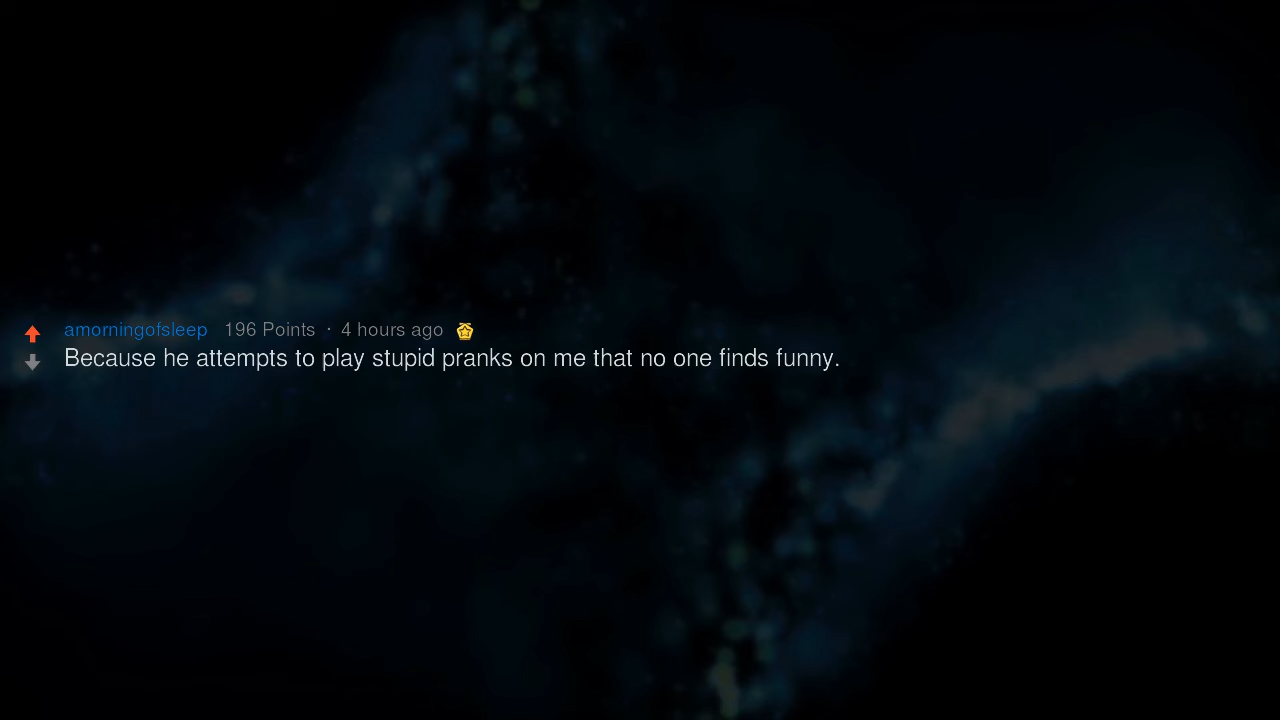 amorningofsleep 196 Points · 4 hours ago
Because he attempts to play stupid pranks on me that no one finds funny.